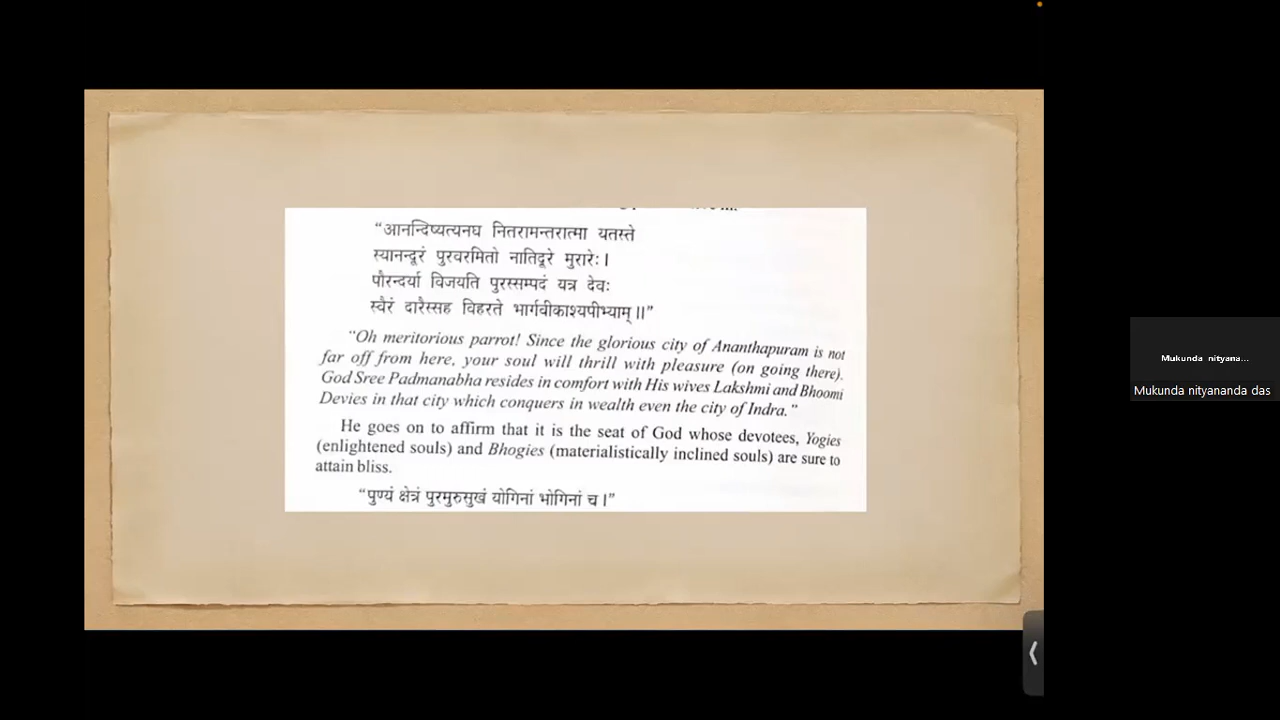 “आनन्दिष्यत्यनघ नितरामन्तरात्मा यतस्ते
स्यानन्दूरं पुरवरमितो नातिदूरे मुरारेः ।
पौरन्दर्या विजयति पुरस्सम्पदं यत्र देवः
स्वैरं दारैस्सह विहरते भार्गवीकाश्यपीभ्याम् ।।”
“Oh meritorious parrot! Since the glorious city of Ananthapuram is not
far off from here, your soul will thrill with pleasure (on going there).
God Sree Padmanabha resides in comfort with His wives Lakshmi and Bhoomi
Devies in that city which conquers in wealth even the city of Indra.”
He goes on to affirm that it is the seat of God whose devotees, Yogies
(enlightened souls) and Bhogies (materialistically inclined souls) are sure to
attain bliss.
“पुण्यं क्षेत्रं पुरमुरुसुखं योगिनां भोगिनां च ।”
Mukunda nityana...
Mukunda nityananda das